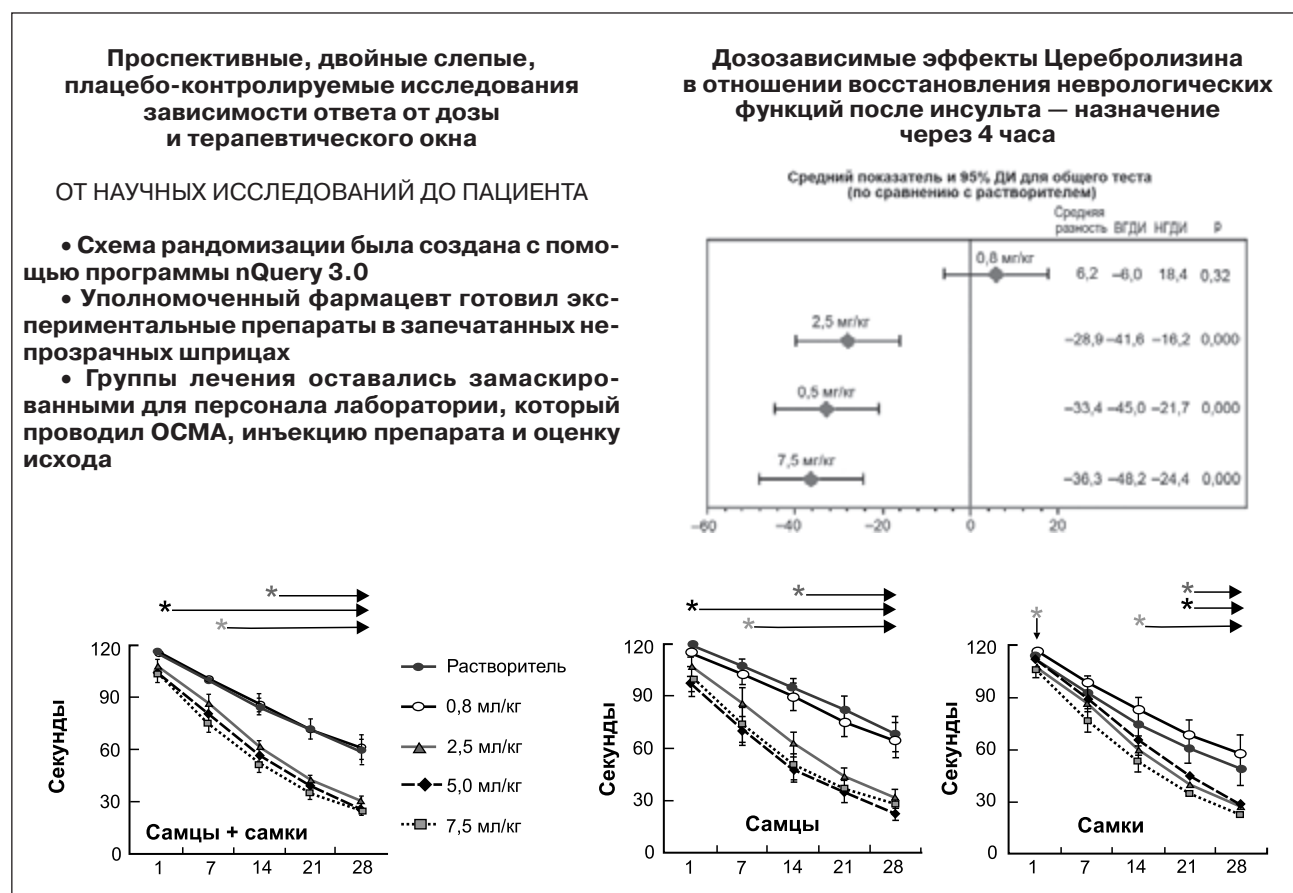 Проспективные, двойные слепые,
плацебо-контролируемые исследования
зависимости ответа от дозы
и терапевтического окна
ОТ НАУЧНЫХ ИССЛЕДОВАНИЙ ДО ПАЦИЕНТА
• Схема рандомизации была создана с помо-
щью программы nQuery 3.0
• Уполномоченный фармацевт готовил экс-
периментальные препараты в запечатанных не-
прозрачных шприцах
• Группы лечения оставались замаскиро-
ванными для персонала лаборатории, который
проводил ОСМА, инъекцию препарата и оценку
исхода
Дозозависимые эффекты Церебролизина
в отношении восстановления неврологических
функций после инсульта — назначение
через 4 часа
Средний показатель и 95% ДИ для общего теста
(по сравнению с растворителем)
Средняя
разность ВГДИ НГДИ P
0,8 мг/кг
6,2 –6,0 18,4 0,32
2,5 мг/кг
–28,9 –41,6 –16,2 0,000
0,5 мг/кг
–33,4 –45,0 –21,7 0,000
7,5 мг/кг
–36,3 –48,2 –24,4 0,000
–60 –40 –20 0 20
* * *
Секунды
120
90
60
30
0
Самцы + самки
1 7 14 21 28
Растворитель
0,8 мл/кг
2,5 мл/кг
5,0 мл/кг
7,5 мл/кг
* * *
Секунды
120
90
60
30
0
Самцы
1 7 14 21 28
* * * *
Секунды
120
90
60
30
0
Самки
1 7 14 21 28